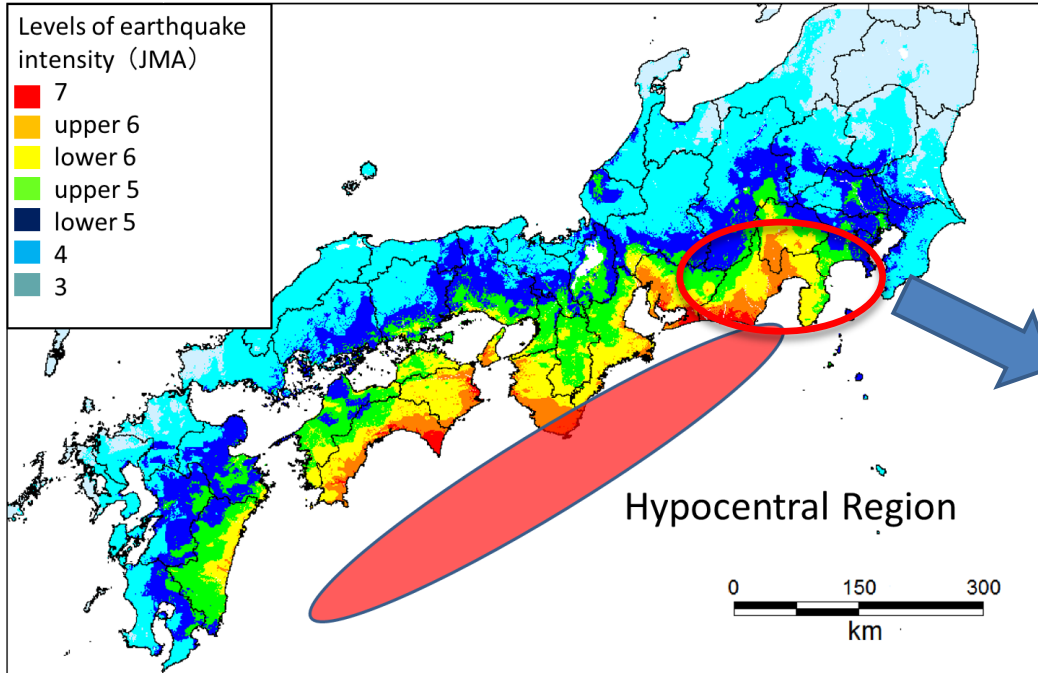 Levels of earthquake
intensity（JMA）
7
upper 6
lower 6
upper 5
lower 5
4
3
Hypocentral Region
0 150 300
km